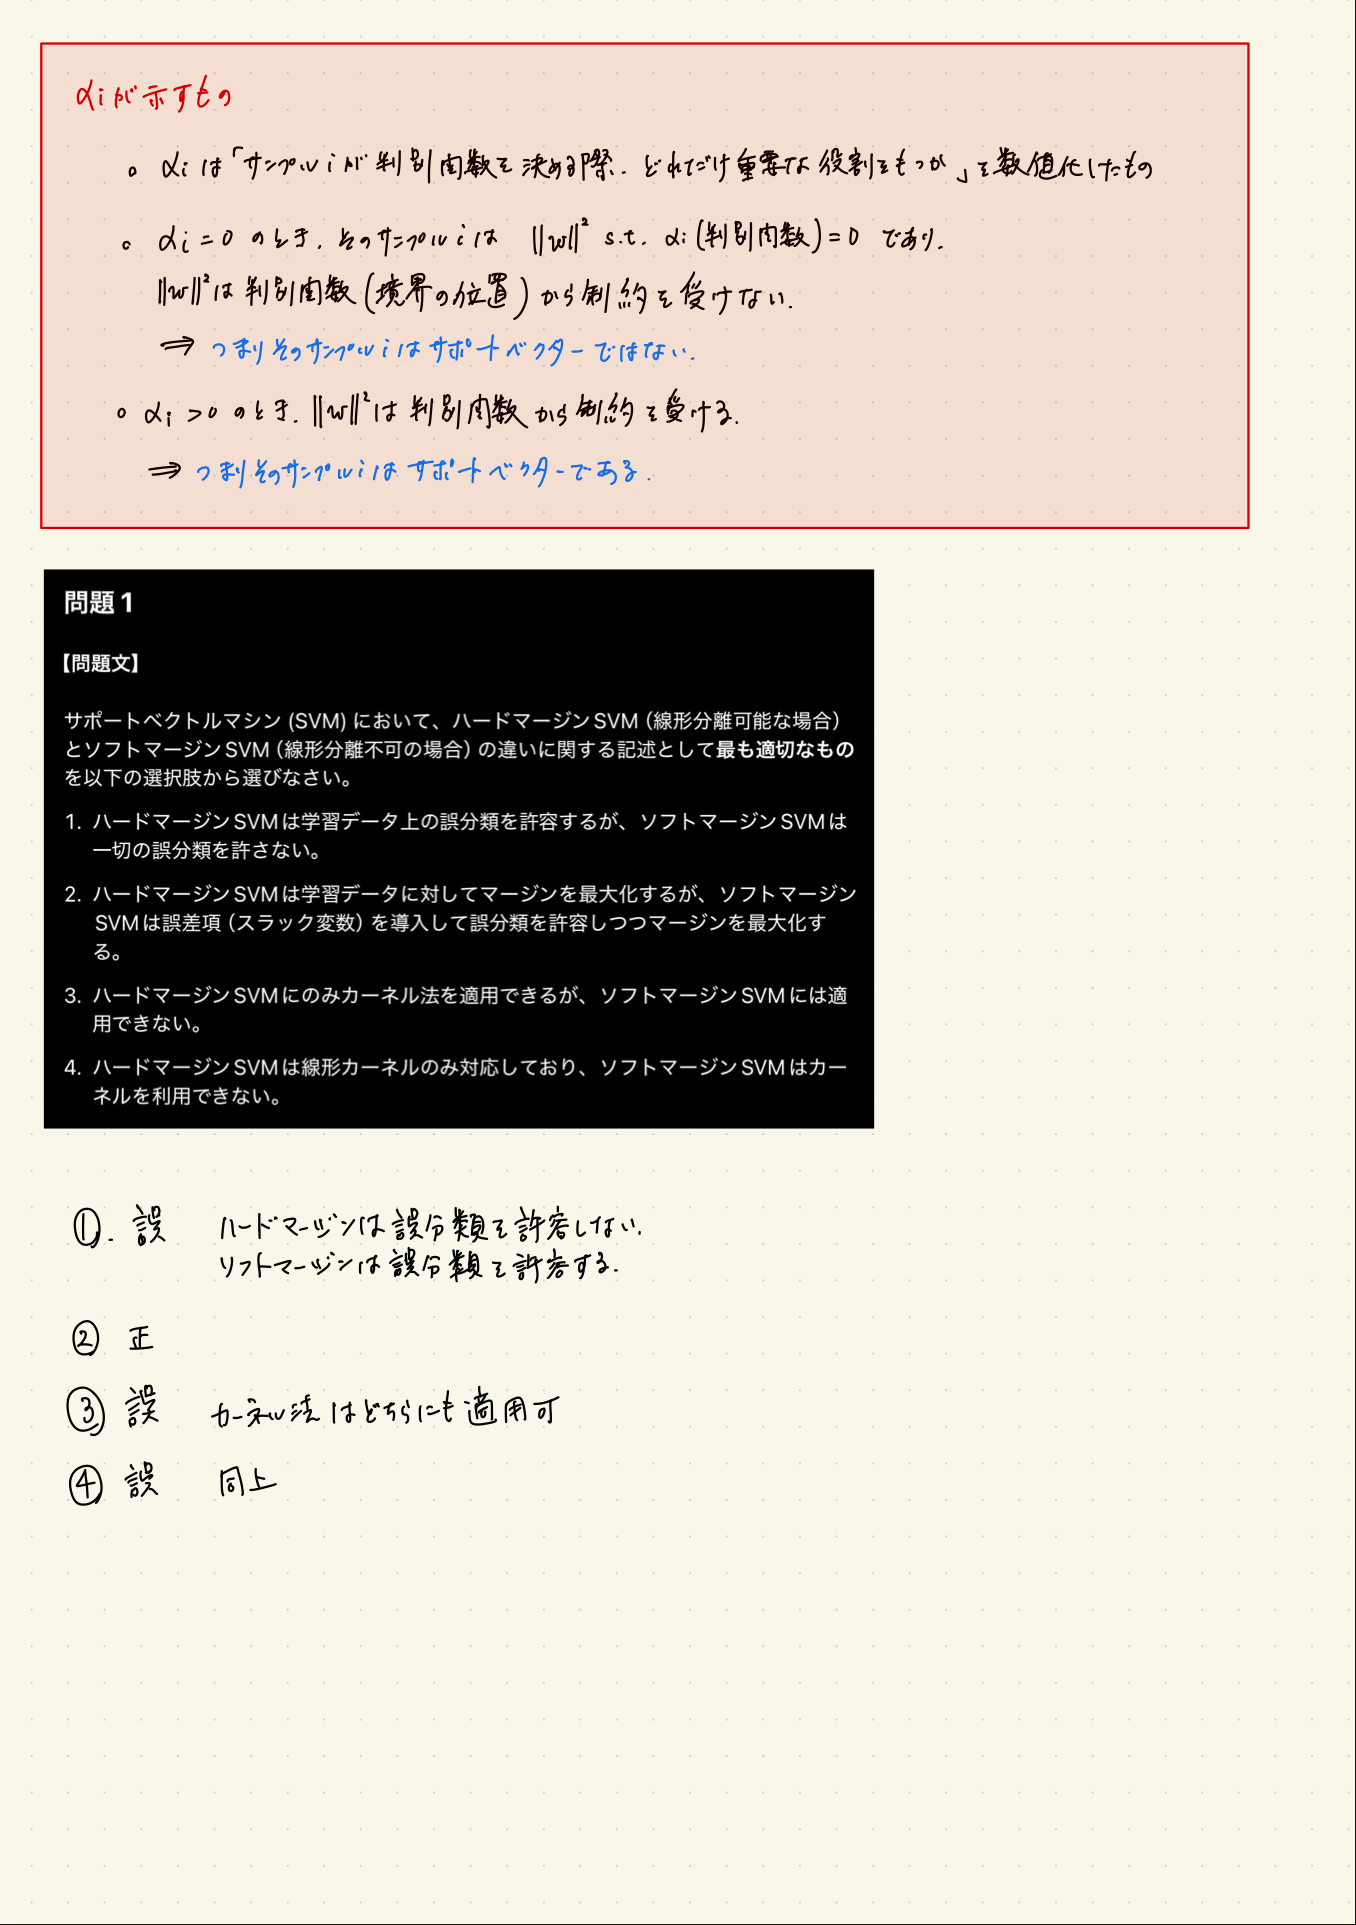 αiが示すもの
。αiは「サンプルiが判別関数を決める際、どれだけ重要な役割をもつか」を数値化したもの
。αi=0のとき、そのサンプルiは ||w||² s.t. αi(判別関数)=0 であり、
||w||²は判別関数(境界の位置)から制約を受けない。
⇒ つまりそのサンプルiはサポートベクターではない。
。αi>0のとき、||w||²は判別関数から制約を受ける。
⇒ つまりそのサンプルiはサポートベクターである。
問題1
【問題文】
サポートベクトルマシン (SVM) において、ハードマージンSVM（線形分離可能な場合）
とソフトマージンSVM（線形分離不可の場合）の違いに関する記述として最も適切なもの
を以下の選択肢から選びなさい。
1. ハードマージンSVMは学習データ上の誤分類を許容するが、ソフトマージンSVMは
一切の誤分類を許さない。
2. ハードマージンSVMは学習データに対してマージンを最大化するが、ソフトマージン
SVMは誤差項（スラック変数）を導入して誤分類を許容しつつマージンを最大化す
る。
3. ハードマージンSVMにのみカーネル法を適用できるが、ソフトマージンSVMには適
用できない。
4. ハードマージンSVMは線形カーネルのみ対応しており、ソフトマージンSVMはカー
ネルを利用できない。
①. 誤 ハードマージンは誤分類を許容しない.
ソフトマージンは誤分類を許容する.
② 正
③ 誤 カーネル法はどちらにも適用可
④ 誤 同上